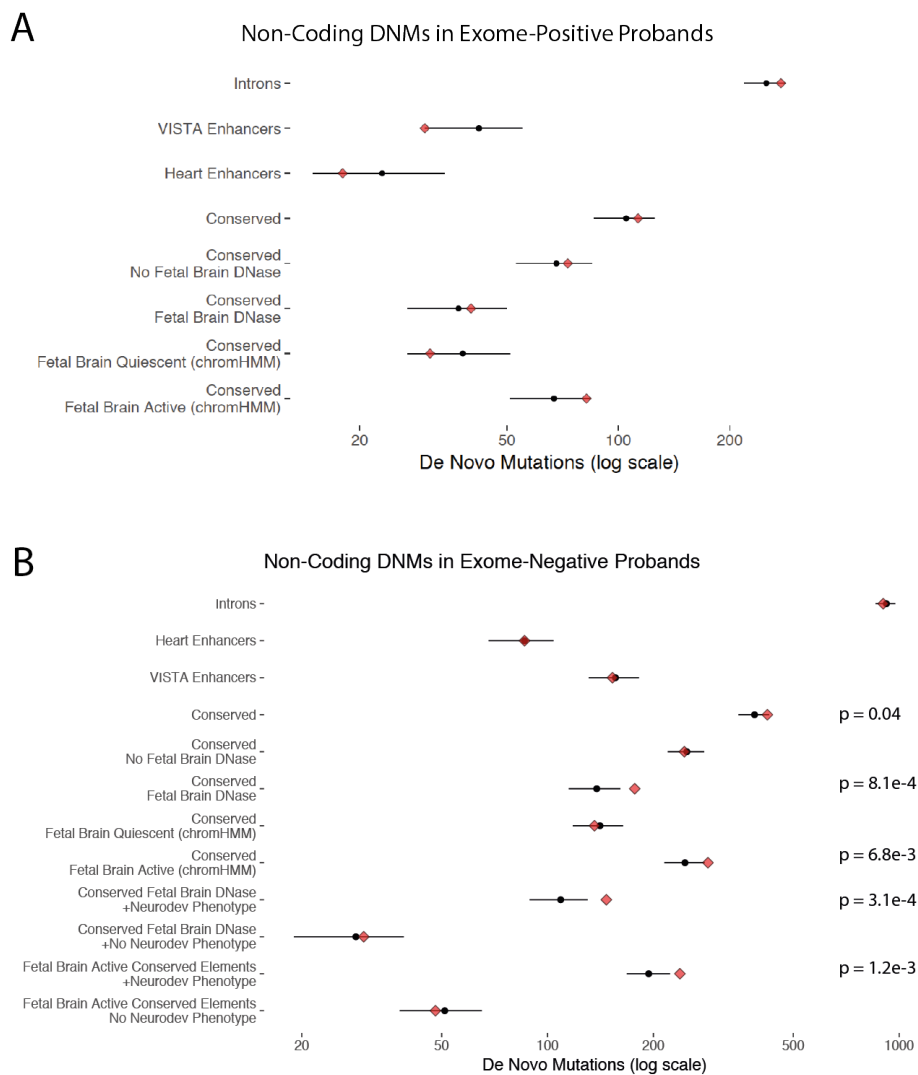 A
Non-Coding DNMs in Exome-Positive Probands
Introns
VISTA Enhancers
Heart Enhancers
Conserved
Conserved
No Fetal Brain DNase
Conserved
Fetal Brain DNase
Conserved
Fetal Brain Quiescent (chromHMM)
Conserved
Fetal Brain Active (chromHMM)
20 50 100 200
De Novo Mutations (log scale)
B
Non-Coding DNMs in Exome-Negative Probands
Introns
Heart Enhancers
VISTA Enhancers
Conserved p = 0.04
Conserved
No Fetal Brain DNase
Conserved
Fetal Brain DNase p = 8.1e-4
Conserved
Fetal Brain Quiescent (chromHMM)
Conserved
Fetal Brain Active (chromHMM) p = 6.8e-3
Conserved Fetal Brain DNase
+Neurodev Phenotype p = 3.1e-4
Conserved Fetal Brain DNase
+No Neurodev Phenotype
Fetal Brain Active Conserved Elements
+Neurodev Phenotype p = 1.2e-3
Fetal Brain Active Conserved Elements
No Neurodev Phenotype
20 50 100 200 500 1000
De Novo Mutations (log scale)